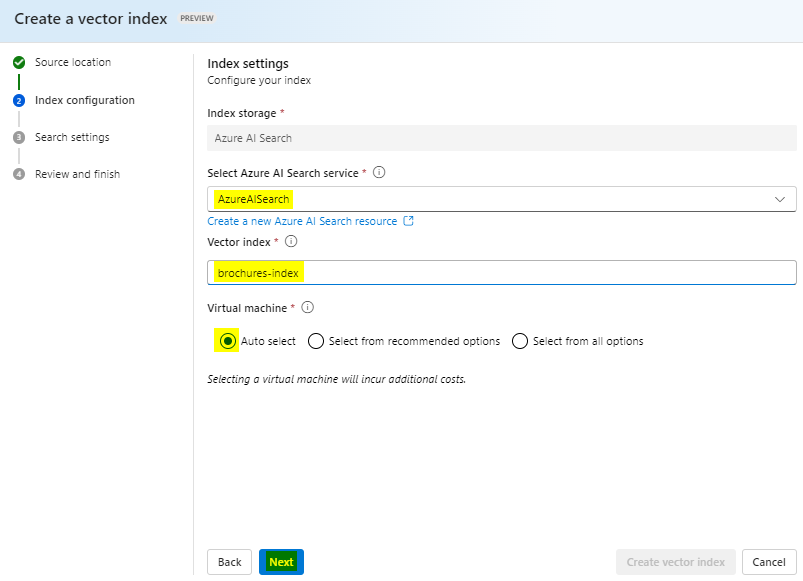 Create a vector index PREVIEW
Source location
2 Index configuration
3 Search settings
4 Review and finish
Index settings
Configure your index
Index storage *
Azure AI Search
Select Azure AI Search service *
AzureAISearch
Create a new Azure AI Search resource
Vector index *
brochures-index
Virtual machine *
Auto select Select from recommended options Select from all options
Selecting a virtual machine will incur additional costs.
Back Next Create vector index Cancel